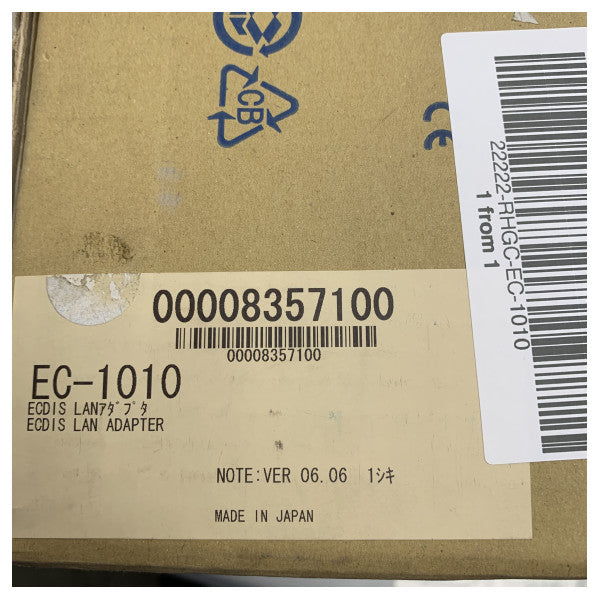 CB
CE
22222-RHGC-EC-1010
1 from 1
00008357100
00008357100
EC-1010
ECDIS LANｱﾀﾞﾌﾟﾀ
ECDIS LAN ADAPTER
NOTE:VER 06.06 1ｼｷ
MADE IN JAPAN